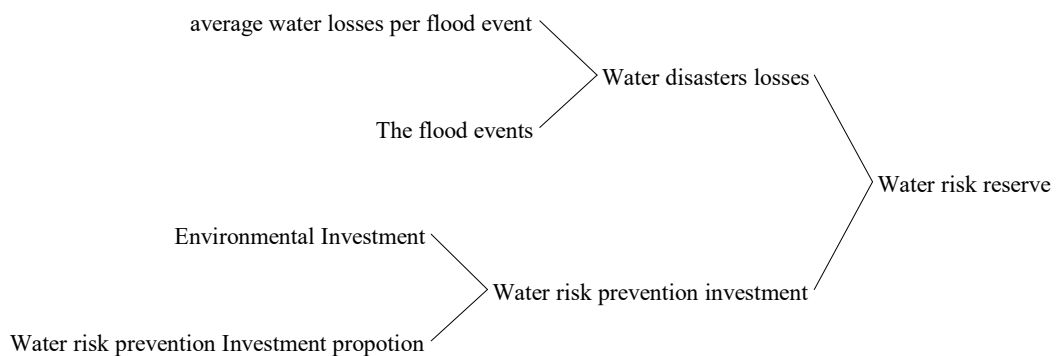 average water losses per flood event
Water disasters losses
The flood events
Water risk reserve
Environmental Investment
Water risk prevention investment
Water risk prevention Investment propotion